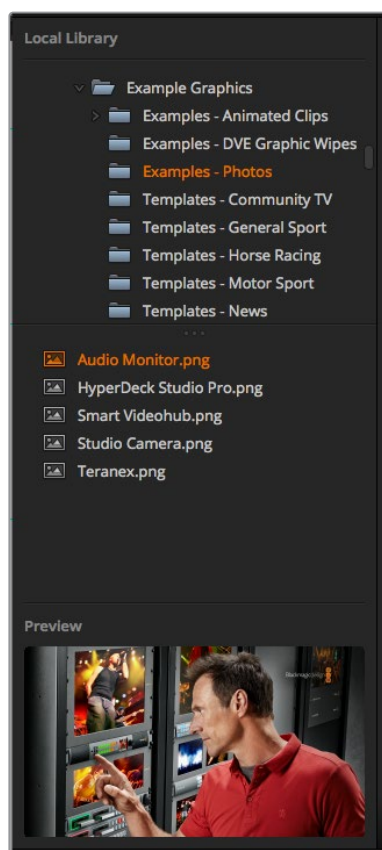 Local Library
Example Graphics
Examples - Animated Clips
Examples - DVE Graphic Wipes
Examples - Photos
Templates - Community TV
Templates - General Sport
Templates - Horse Racing
Templates - Motor Sport
Templates - News
Audio Monitor.png
HyperDeck Studio Pro.png
Smart Videohub.png
Studio Camera.png
Teranex.png
Preview
Blackmagicdesign